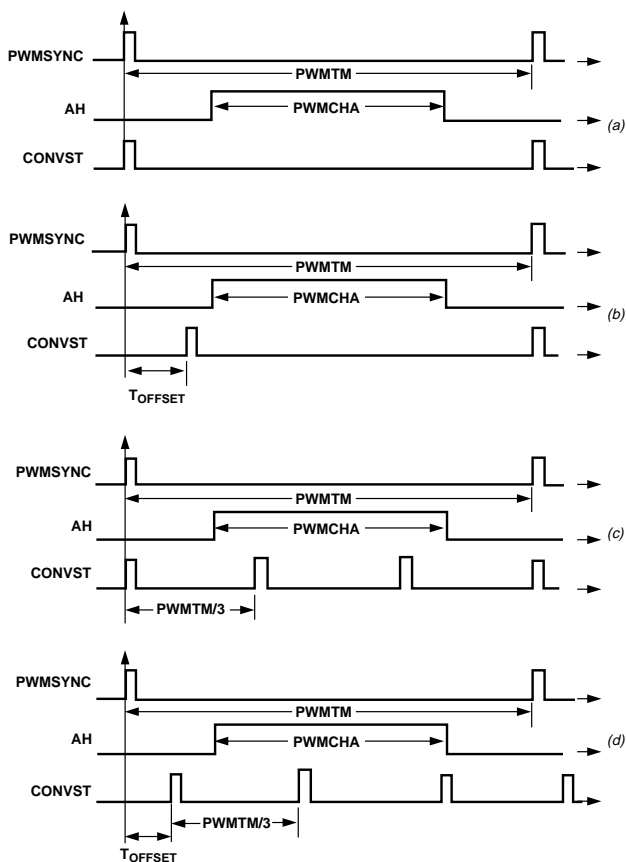 PWMSYNC
PWMTM
AH
PWMCHA
(a)
CONVST
PWMSYNC
PWMTM
AH
PWMCHA
(b)
CONVST
TOFFSET
PWMSYNC
PWMTM
AH
PWMCHA
(c)
CONVST
PWMTM/3
PWMSYNC
PWMTM
AH
PWMCHA
(d)
CONVST
PWMTM/3
TOFFSET